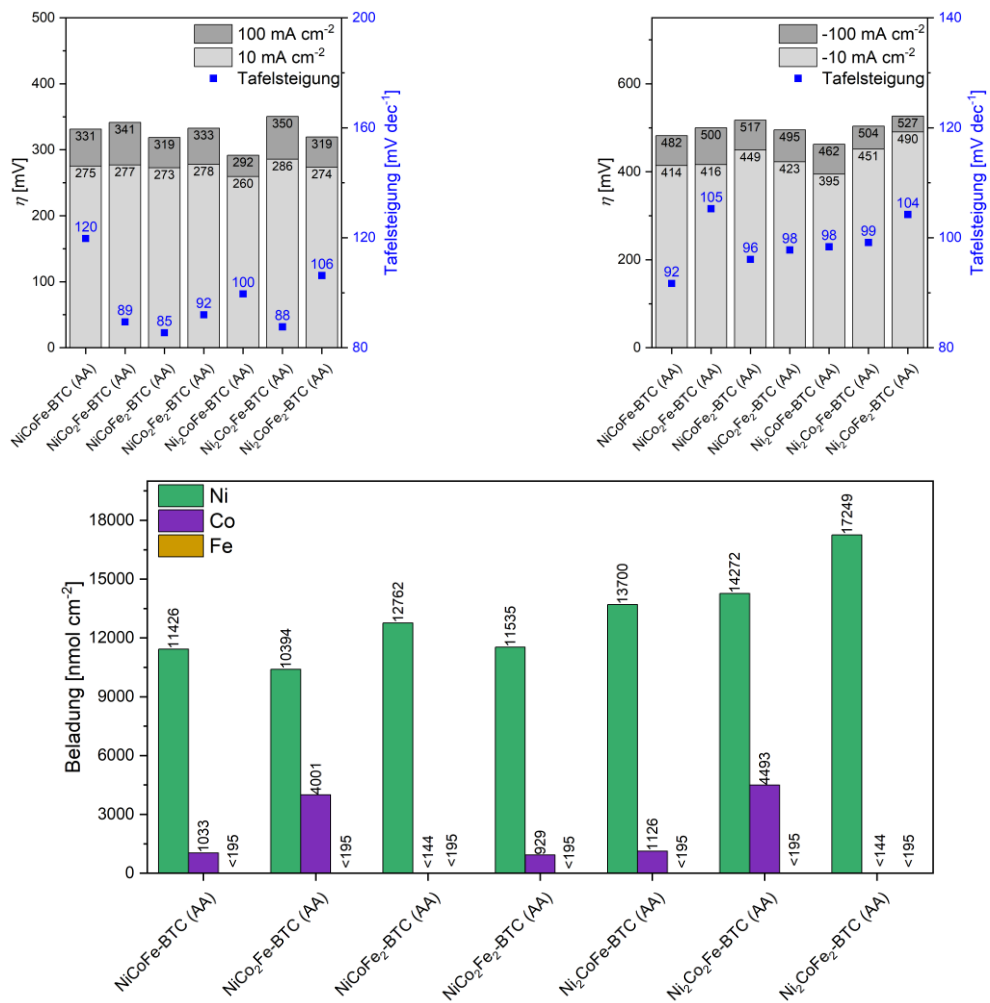 500
450
400
350
300
250
200
150
100
50
0
η [mV]
100 mA cm⁻²
10 mA cm⁻²
Tafelsteigung
331 341 319 333 292 350 319
275 277 273 278 260 286 274
120 89 85 92 100 88 106
200
160
120
80
Tafelsteigung [mV dec⁻¹]
NiCoFe-BTC (AA)
NiCo₂Fe-BTC (AA)
NiCoFe₂-BTC (AA)
NiCo₂Fe₂-BTC (AA)
Ni₂CoFe-BTC (AA)
Ni₂Co₂Fe-BTC (AA)
Ni₂CoFe₂-BTC (AA)
600
400
200
0
η [mV]
-100 mA cm⁻²
-10 mA cm⁻²
Tafelsteigung
482 500 517 495 462 504 527
414 416 449 423 395 451 490
92 105 96 98 98 99 104
140
120
100
80
Tafelsteigung [mV dec⁻¹]
NiCoFe-BTC (AA)
NiCo₂Fe-BTC (AA)
NiCoFe₂-BTC (AA)
NiCo₂Fe₂-BTC (AA)
Ni₂CoFe-BTC (AA)
Ni₂Co₂Fe-BTC (AA)
Ni₂CoFe₂-BTC (AA)
18000
15000
12000
9000
6000
3000
0
Beladung [nmol cm⁻²]
Ni
Co
Fe
11426 1033 <195
10394 4001 <195
12762 <144 <195
11535 929 <195
13700 1126 <195
14272 4493 <195
17249 <144 <195
NiCoFe-BTC (AA)
NiCo₂Fe-BTC (AA)
NiCoFe₂-BTC (AA)
NiCo₂Fe₂-BTC (AA)
Ni₂CoFe-BTC (AA)
Ni₂Co₂Fe-BTC (AA)
Ni₂CoFe₂-BTC (AA)